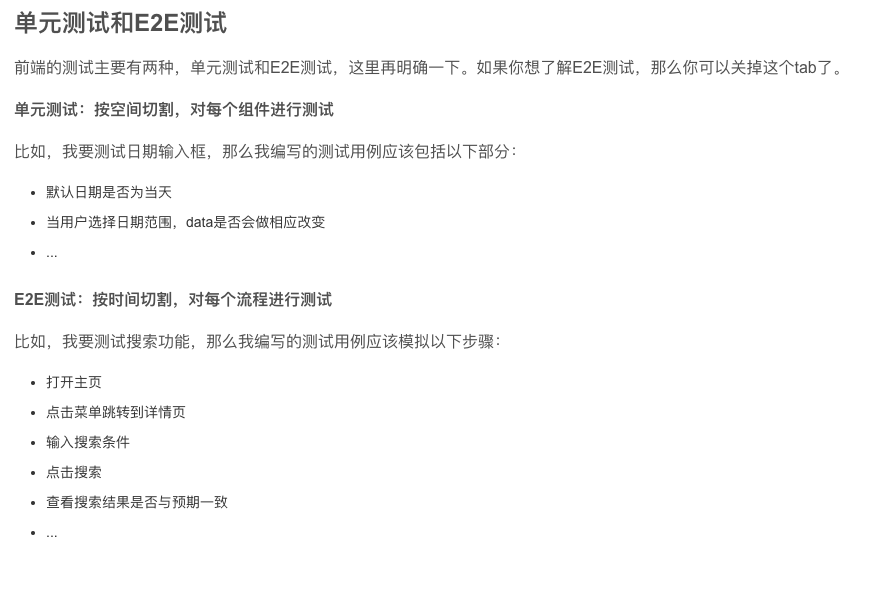 单元测试和E2E测试
前端的测试主要有两种，单元测试和E2E测试，这里再明确一下。如果你想了解E2E测试，那么你可以关掉这个tab了。
单元测试：按空间切割，对每个组件进行测试
比如，我要测试日期输入框，那么我编写的测试用例应该包括以下部分：
• 默认日期是否为当天
• 当用户选择日期范围，data是否会做相应改变
• ...
E2E测试：按时间切割，对每个流程进行测试
比如，我要测试搜索功能，那么我编写的测试用例应该模拟以下步骤：
• 打开主页
• 点击菜单跳转到详情页
• 输入搜索条件
• 点击搜索
• 查看搜索结果是否与预期一致
• ...